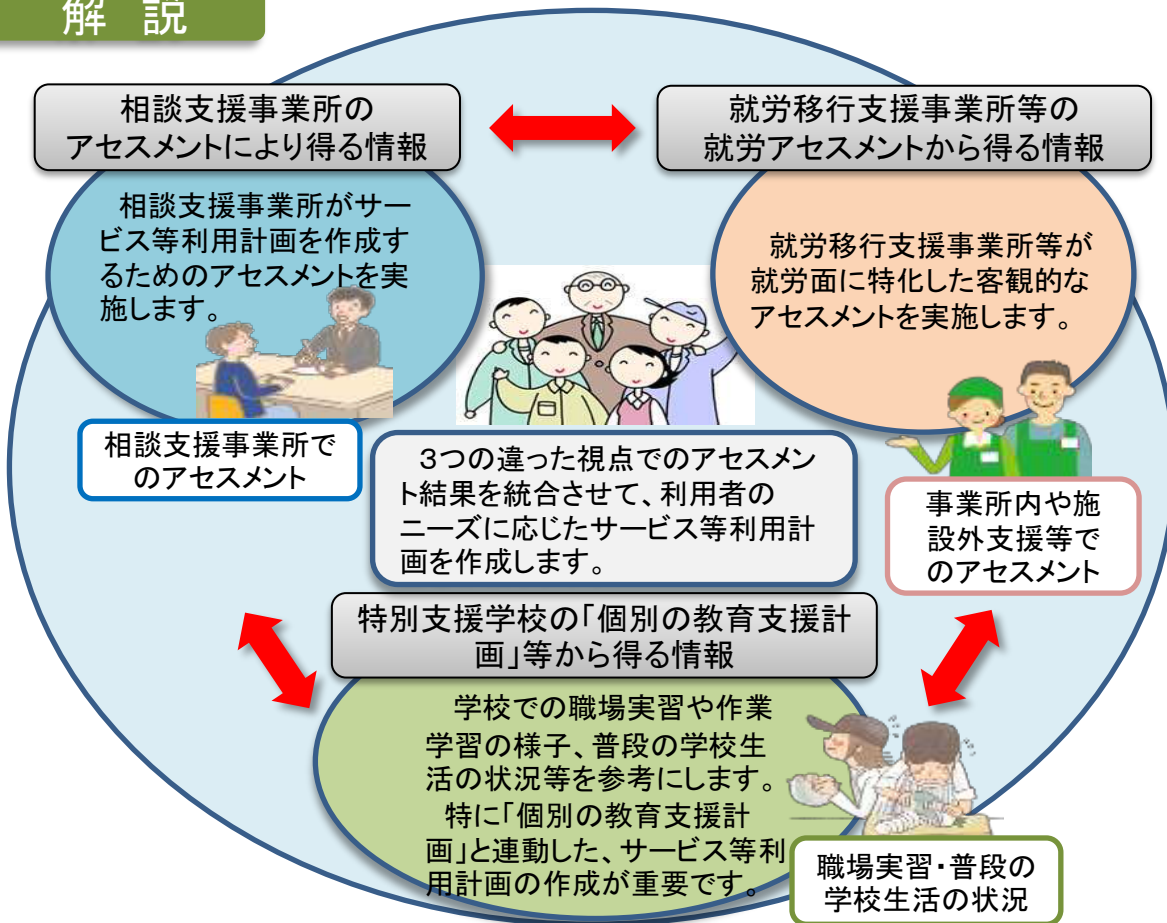 解 説
相談支援事業所の
アセスメントにより得る情報
就労移行支援事業所等の
就労アセスメントから得る情報
相談支援事業所がサー
ビス等利用計画を作成す
るためのアセスメントを実
施します。
就労移行支援事業所等が
就労面に特化した客観的な
アセスメントを実施します。
相談支援事業所で
のアセスメント
3つの違った視点でのアセスメン
ト結果を統合させて、利用者の
ニーズに応じたサービス等利用計
画を作成します。
事業所内や施
設外支援等で
のアセスメント
特別支援学校の「個別の教育支援計
画」等から得る情報
学校での職場実習や作業
学習の様子、普段の学校生
活の状況等を参考にします。
特に「個別の教育支援計
画」と連動した、サービス等利
用計画の作成が重要です。
職場実習・普段の
学校生活の状況